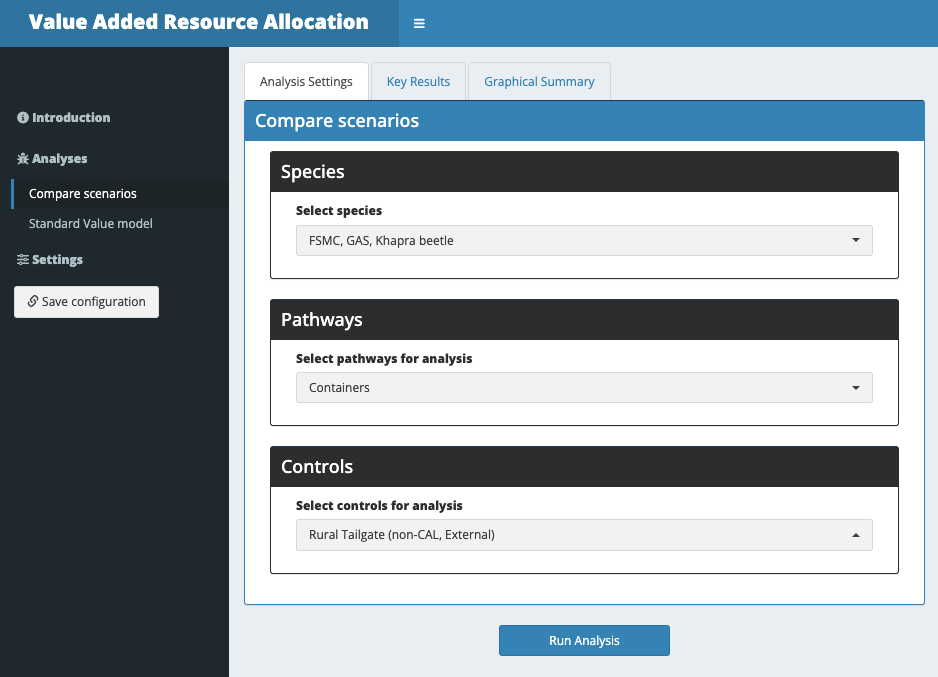 Value Added Resource Allocation
Introduction
Analyses
Compare scenarios
Standard Value model
Settings
Save configuration
Analysis Settings
Key Results
Graphical Summary
Compare scenarios
Species
Select species
FSMC, GAS, Khapra beetle
Pathways
Select pathways for analysis
Containers
Controls
Select controls for analysis
Rural Tailgate (non-CAL, External)
Run Analysis